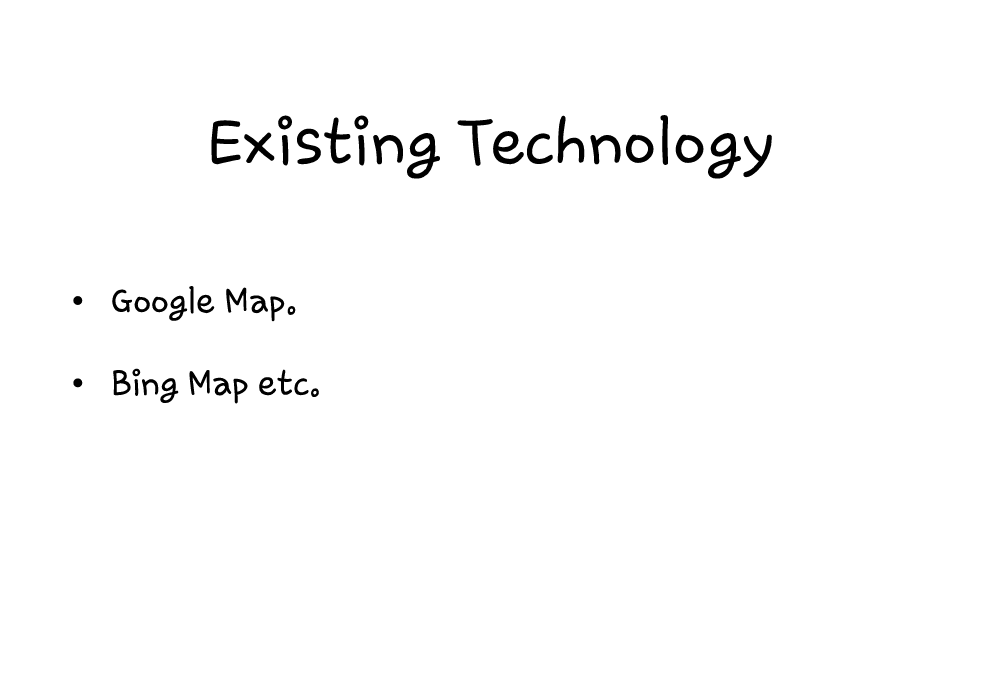 Existing Technology
• Google Map.
• Bing Map etc.